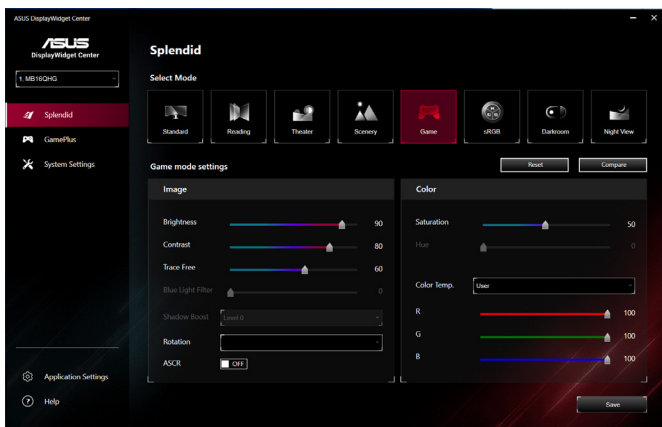 ASUS DisplayWidget Center
ASUS
DisplayWidget Center
1. MB16QHG
Splendid
GamePlus
System Settings
Application Settings
Help
Splendid
Select Mode
Standard
Reading
Theater
Scenery
Game
sRGB
Darkroom
Night View
Game mode settings
Reset
Compare
Image
Brightness 90
Contrast 80
Trace Free 60
Blue Light Filter 0
Shadow Boost Level 0
Rotation
ASCR OFF
Color
Saturation 50
Hue 0
Color Temp. User
R 100
G 100
B 100
Save